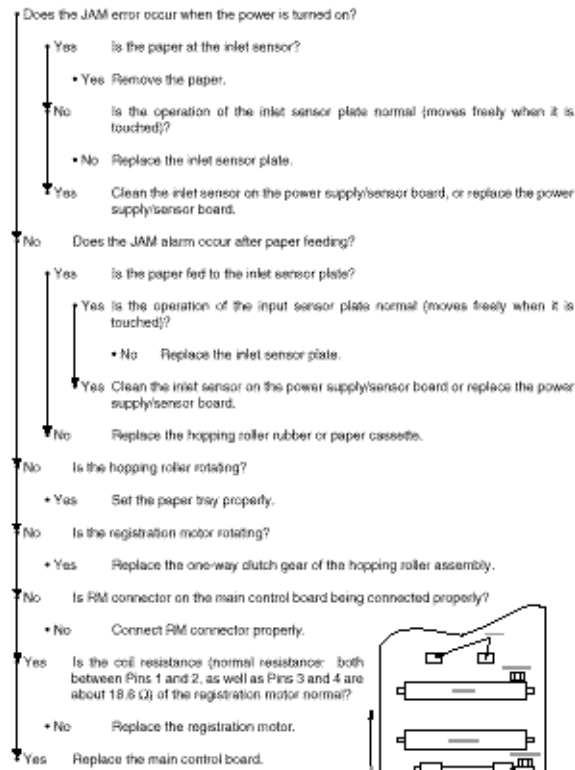 Does the JAM error occur when the power is turned on?
Yes Is the paper at the inlet sensor?
• Yes Remove the paper.
No Is the operation of the inlet sensor plate normal (moves freely when it is
touched)?
• No Replace the inlet sensor plate.
Yes Clean the inlet sensor on the power supply/sensor board, or replace the power
supply/sensor board.
No Does the JAM alarm occur after paper feeding?
Yes Is the paper fed to the inlet sensor plate?
Yes Is the operation of the input sensor plate normal (moves freely when it is
touched)?
• No Replace the inlet sensor plate.
Yes Clean the inlet sensor on the power supply/sensor board or replace the power
supply/sensor board.
No Replace the hopping roller rubber or paper cassette.
No Is the hopping roller rotating?
• Yes Set the paper tray properly.
No Is the registration motor rotating?
• Yes Replace the one-way clutch gear of the hopping roller assembly.
No Is RM connector on the main control board being connected properly?
• No Connect RM connector properly.
Yes Is the coil resistance (normal resistance: both
between Pins 1 and 2, as well as Pins 3 and 4 are
about 18.6 Ω) of the registration motor normal?
• No Replace the registration motor.
Yes Replace the main control board.